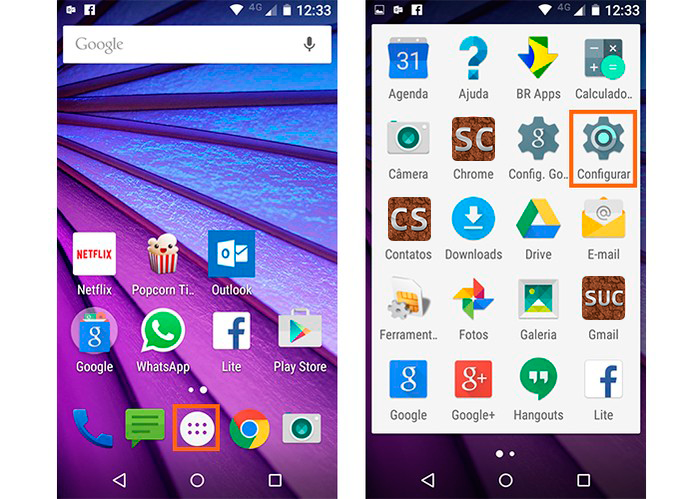 4G 12:33
Google
NETFLIX
Netflix
Popcorn Ti..
Outlook
Google
WhatsApp
Lite
Play Store
4G 12:33
31
Agenda
Ajuda
BR Apps
Calculado..
SC
Câmera
Chrome
Config. Go..
Configurar
CS
Contatos
Downloads
Drive
E-mail
SUC
Ferrament..
Fotos
Galeria
Gmail
Google
Google+
Hangouts
Lite